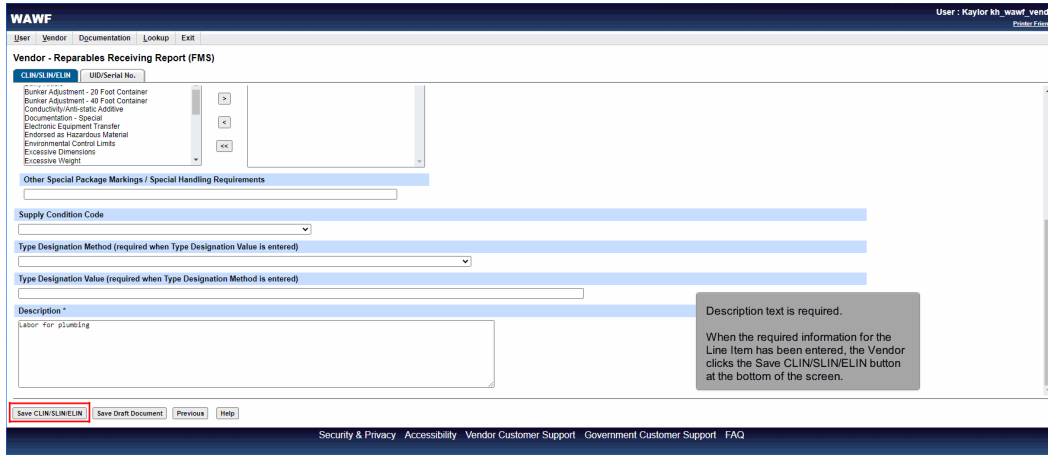 User : Kaylor kh_wawf_vend
WAWF
Printer Frien
User Vendor Documentation Lookup Exit
Vendor - Reparables Receiving Report (FMS)
CLIN/SLIN/ELIN UID/Serial No.
Bunker Adjustment - 20 Foot Container
Bunker Adjustment - 40 Foot Container
Conductivity/Anti-static Additive
Documentation - Special
Electronic Equipment Transfer
Endorsed as Hazardous Material
Environmental Control Limits
Excessive Dimensions
Excessive Weight
>
<
<<
Other Special Package Markings / Special Handling Requirements
Supply Condition Code
Type Designation Method (required when Type Designation Value is entered)
Type Designation Value (required when Type Designation Method is entered)
Description *
Labor for plumbing
Description text is required.
When the required information for the
Line Item has been entered, the Vendor
clicks the Save CLIN/SLIN/ELIN button
at the bottom of the screen.
Save CLIN/SLIN/ELIN Save Draft Document Previous Help
Security & Privacy Accessibility Vendor Customer Support Government Customer Support FAQ